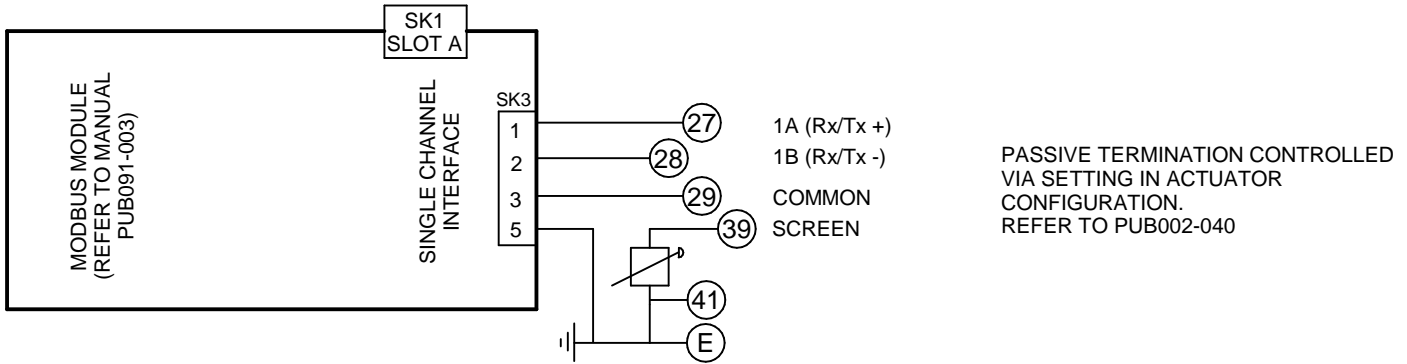 SK1
SLOT A
MODBUS MODULE
(REFER TO MANUAL
PUB091-003)
SINGLE CHANNEL
INTERFACE
SK3
1
2
3
5
27
1A (Rx/Tx +)
28
1B (Rx/Tx -)
29
COMMON
39
SCREEN
41
E
PASSIVE TERMINATION CONTROLLED
VIA SETTING IN ACTUATOR
CONFIGURATION.
REFER TO PUB002-040